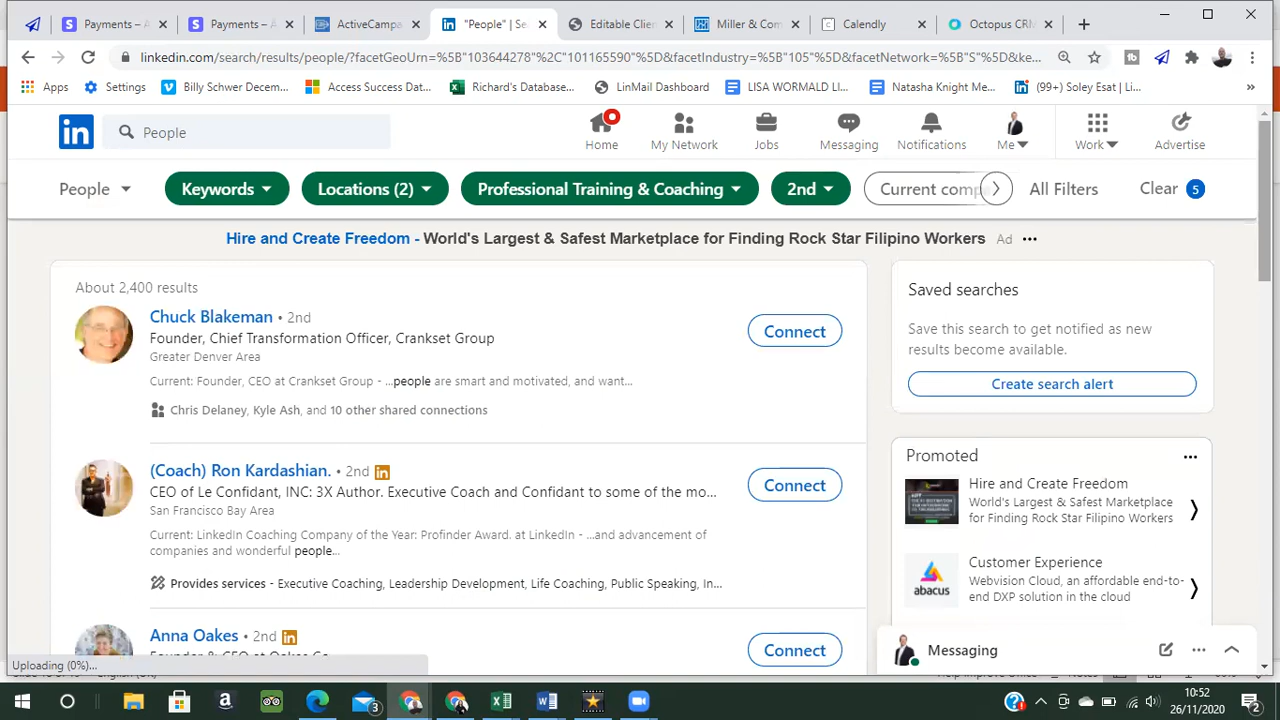 Payments – A
Payments – A
ActiveCampa
"People" | Se
Editable Clie
Miller & Com
Calendly
Octopus CRM
linkedin.com/search/results/people/?facetGeoUrn=%5B"103644278"%2C"101165590"%5D&facetIndustry=%5B"105"%5D&facetNetwork=%5B"S"%5D&ke...
Apps
Settings
Billy Schwer Decem...
Access Success Dat...
Richard's Database...
LinMail Dashboard
LISA WORMALD LI...
Natasha Knight Me...
(99+) Soley Esat | Li...
»
in
People
Home
My Network
Jobs
Messaging
Notifications
Me
Work
Advertise
People
Keywords
Locations (2)
Professional Training & Coaching
2nd
Current comp
All Filters
Clear 5
Hire and Create Freedom - World's Largest & Safest Marketplace for Finding Rock Star Filipino Workers Ad •••
About 2,400 results
Chuck Blakeman • 2nd
Founder, Chief Transformation Officer, Crankset Group
Greater Denver Area
Current: Founder, CEO at Crankset Group - ...people are smart and motivated, and want...
Chris Delaney, Kyle Ash, and 10 other shared connections
Connect
(Coach) Ron Kardashian. • 2nd in
CEO of Le Confidant, INC: 3X Author. Executive Coach and Confidant to some of the mo...
San Francisco Bay Area
Current: LinkedIn Coaching Company of the Year: Profinder Award. at LinkedIn - ...and advancement of
companies and wonderful people...
Provides services - Executive Coaching, Leadership Development, Life Coaching, Public Speaking, In...
Connect
Anna Oakes • 2nd in
Connect
Saved searches
Save this search to get notified as new
results become available.
Create search alert
Promoted
Hire and Create Freedom
World's Largest & Safest Marketplace
for Finding Rock Star Filipino Workers
abacus
Customer Experience
Webvision Cloud, an affordable end-to-
end DXP solution in the cloud
Messaging
Uploading (0%)...
3
10:52
26/11/2020
2